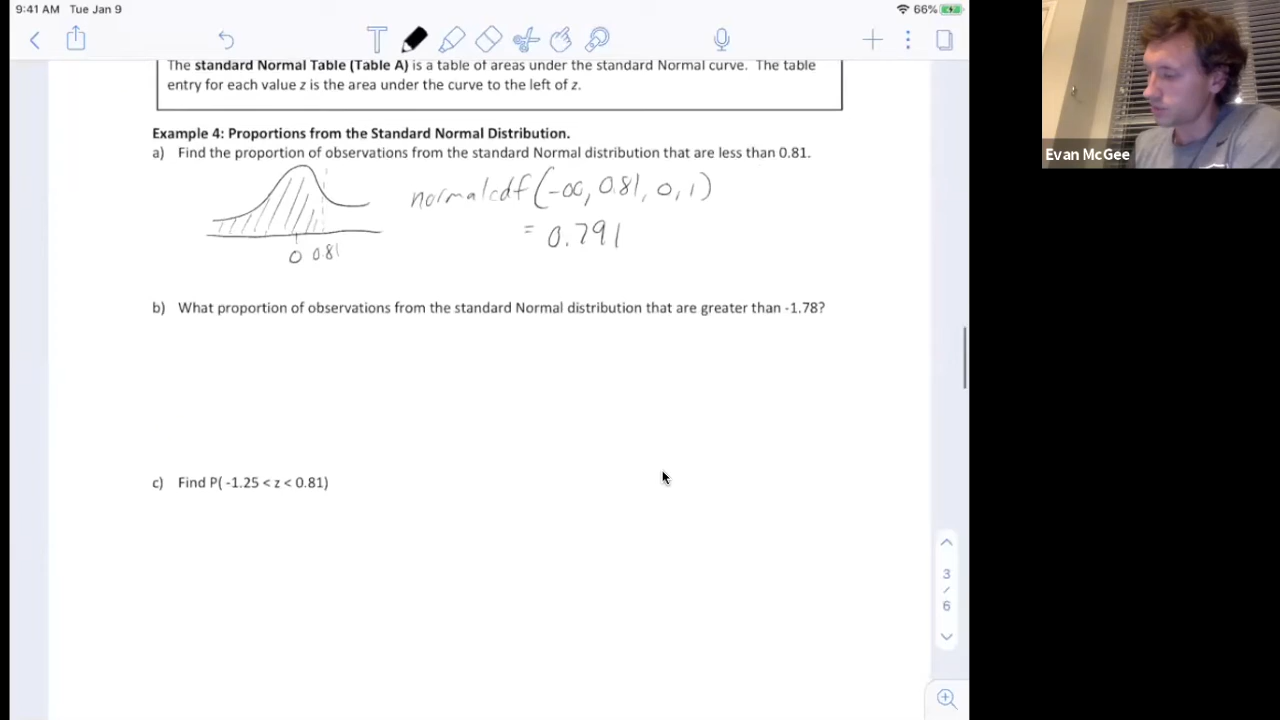 9:41 AM Tue Jan 9
66%
The standard Normal Table (Table A) is a table of areas under the standard Normal curve. The table
entry for each value z is the area under the curve to the left of z.
Example 4: Proportions from the Standard Normal Distribution.
a) Find the proportion of observations from the standard Normal distribution that are less than 0.81.
normalcdf(-∞, 0.81, 0, 1)
= 0.791
0 0.81
b) What proportion of observations from the standard Normal distribution that are greater than -1.78?
c) Find P( -1.25 < z < 0.81)
3
/
6
Evan McGee